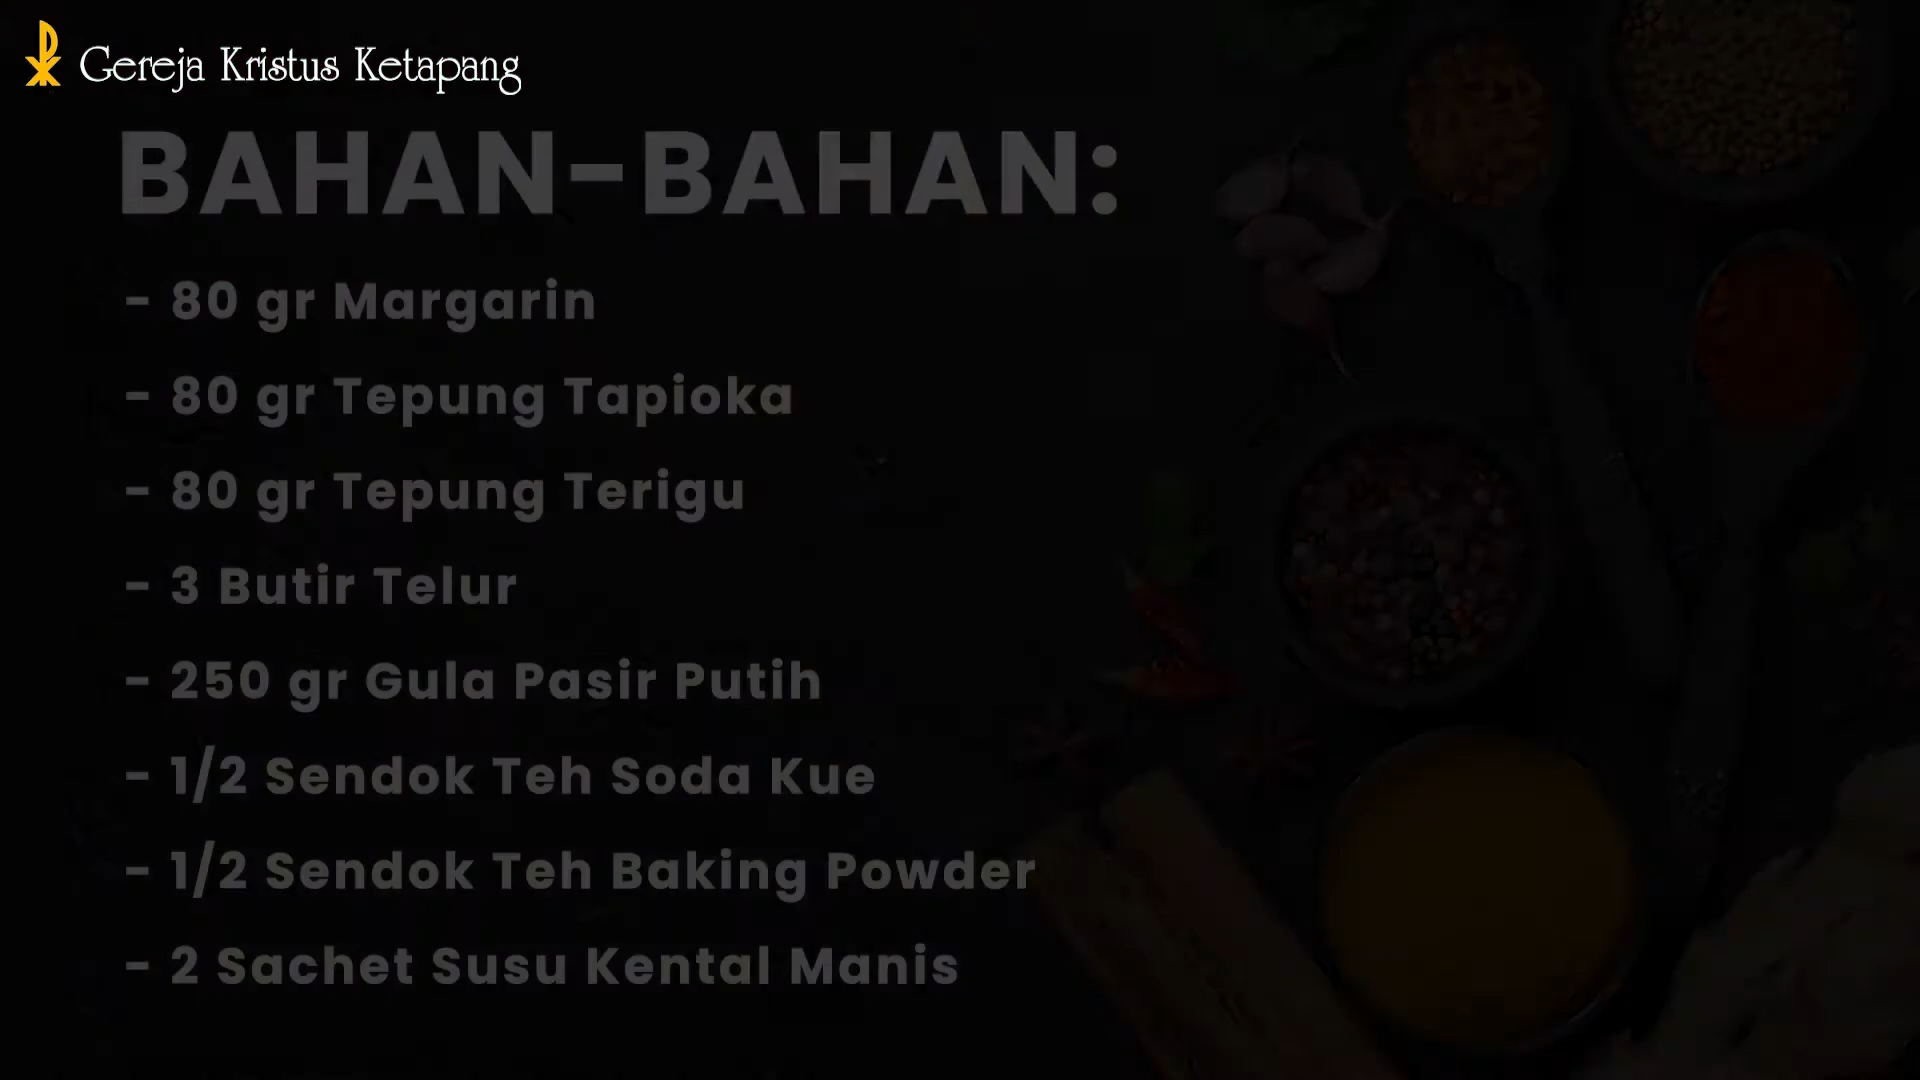 Gereja Kristus Ketapang
BAHAN-BAHAN:
- 80 gr Margarin
- 80 gr Tepung Tapioka
- 80 gr Tepung Terigu
- 3 Butir Telur
- 250 gr Gula Pasir Putih
- 1/2 Sendok Teh Soda Kue
- 1/2 Sendok Teh Baking Powder
- 2 Sachet Susu Kental Manis